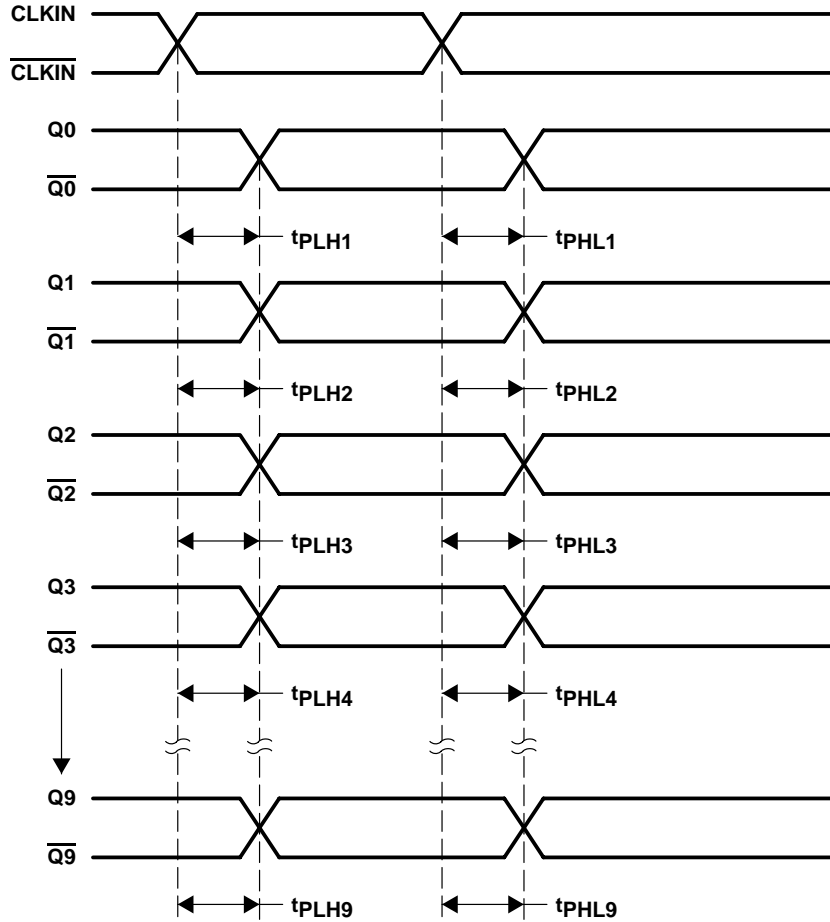 CLKIN
CLKIN
Q0
Q0
tPLH1 tPHL1
Q1
Q1
tPLH2 tPHL2
Q2
Q2
tPLH3 tPHL3
Q3
Q3
tPLH4 tPHL4
Q9
Q9
tPLH9 tPHL9